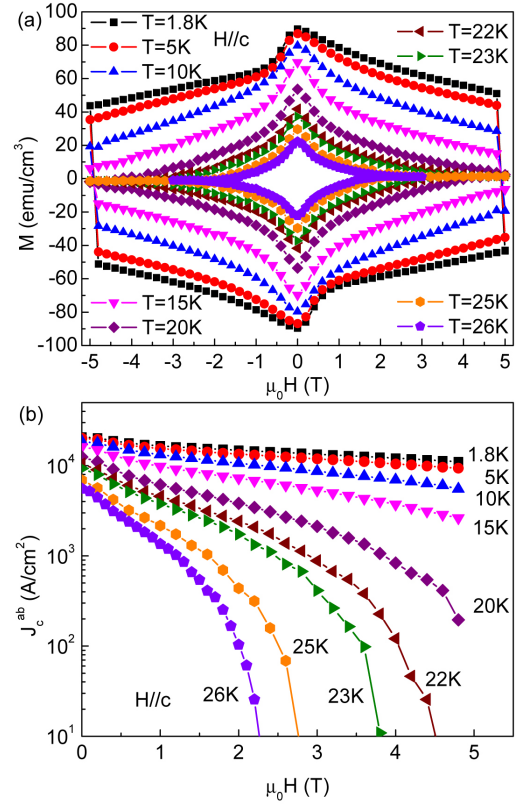 (a)
T=1.8K H//c T=22K
T=5K T=23K
T=10K
100
80
60
40
20
0
-20
-40
-60
-80
-100
M (emu/cm³)
T=15K T=25K
T=20K T=26K
-5 -4 -3 -2 -1 0 1 2 3 4 5
μ₀H (T)
(b)
10⁴
10³
10²
10¹
J_c^ab (A/cm²)
1.8K
5K
10K
15K
20K
25K
22K
26K
23K
H//c
0 1 2 3 4 5
μ₀H (T)